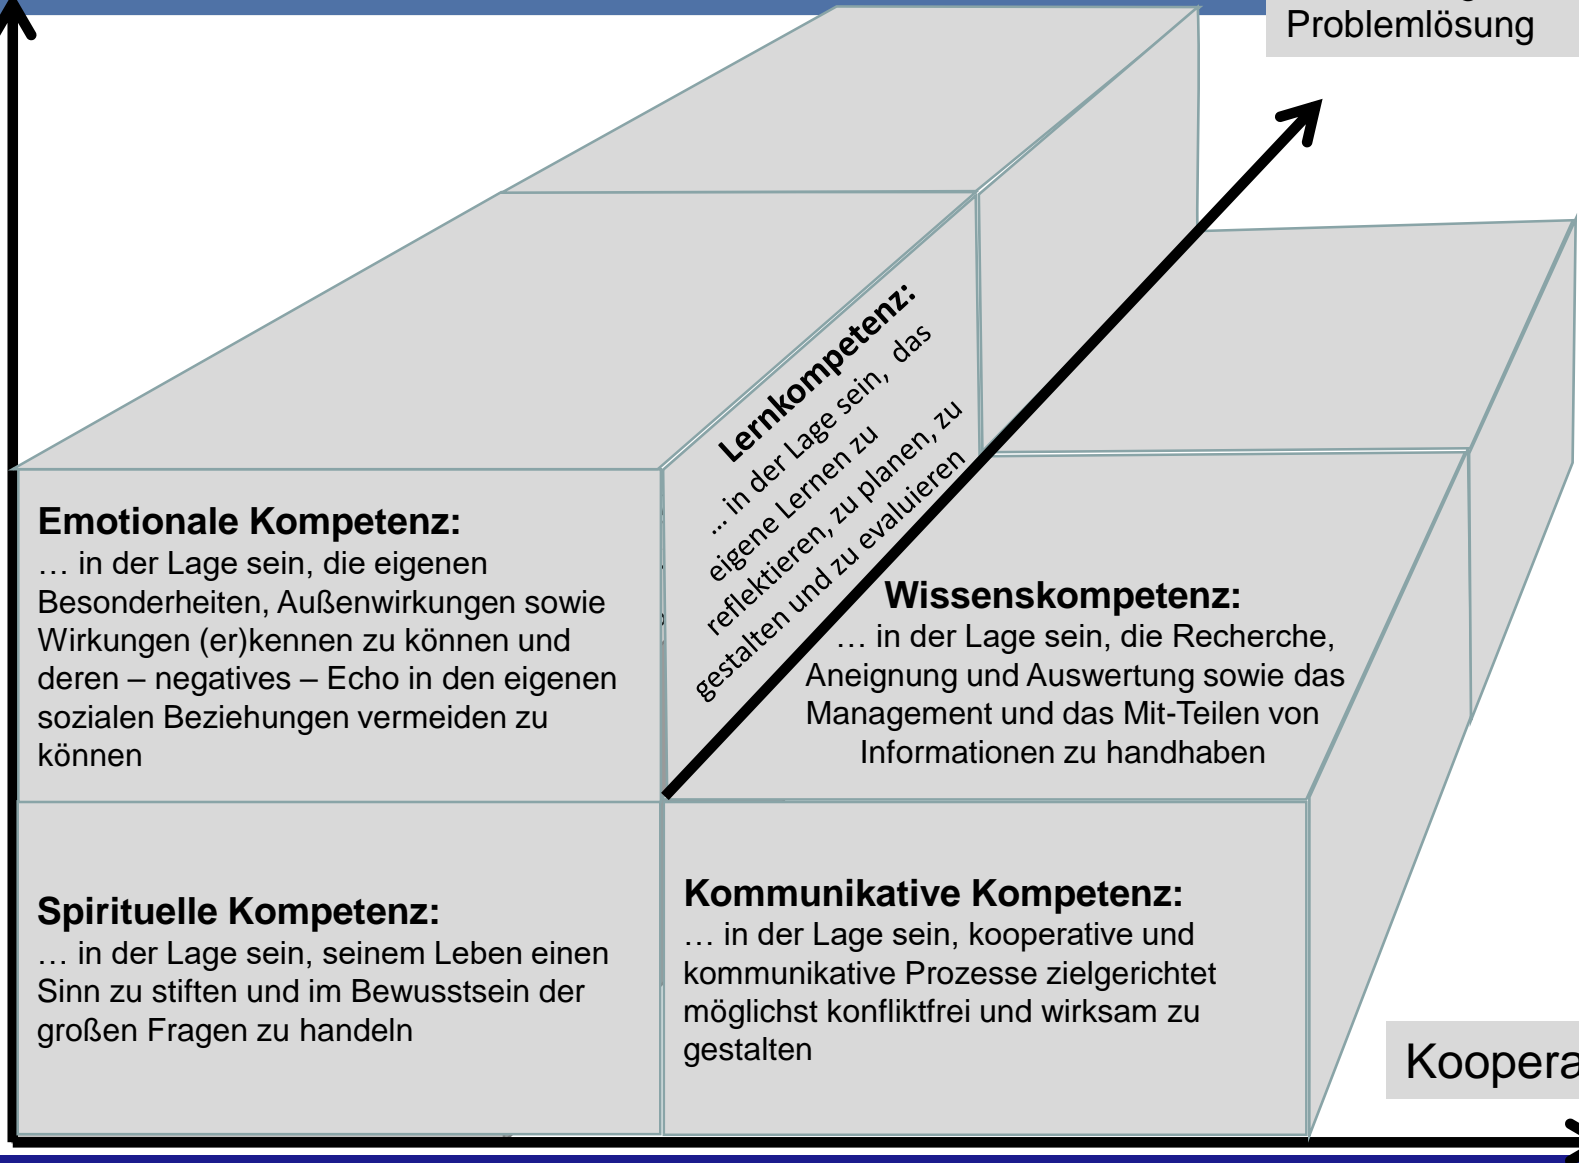 Problemlösung
Lernkompetenz:
... in der Lage sein, das
eigene Lernen zu
reflektieren, zu planen, zu
gestalten und zu evaluieren
Emotionale Kompetenz:
… in der Lage sein, die eigenen
Besonderheiten, Außenwirkungen sowie
Wirkungen (er)kennen zu können und
deren – negatives – Echo in den eigenen
sozialen Beziehungen vermeiden zu
können
Wissenskompetenz:
… in der Lage sein, die Recherche,
Aneignung und Auswertung sowie das
Management und das Mit-Teilen von
Informationen zu handhaben
Spirituelle Kompetenz:
… in der Lage sein, seinem Leben einen
Sinn zu stiften und im Bewusstsein der
großen Fragen zu handeln
Kommunikative Kompetenz:
… in der Lage sein, kooperative und
kommunikative Prozesse zielgerichtet
möglichst konfliktfrei und wirksam zu
gestalten
Koopera